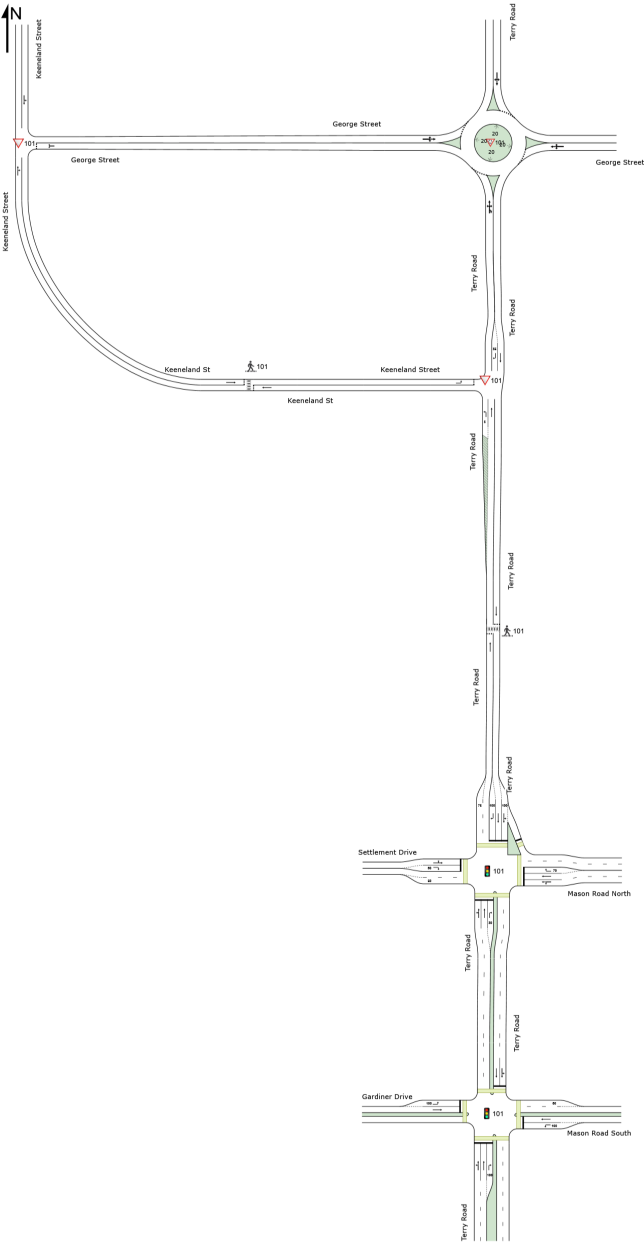 N
Keeneland Street
Terry Road
George Street
20
20
101
20
101
George Street
George Street
Keeneland Street
Terry Road
Terry Road
101
Keeneland St
Keeneland Street
101
Keeneland St
Terry Road
Terry Road
101
Terry Road
Terry Road
Settlement Drive
101
Mason Road North
Terry Road
Terry Road
Gardiner Drive
101
Mason Road South
Terry Road